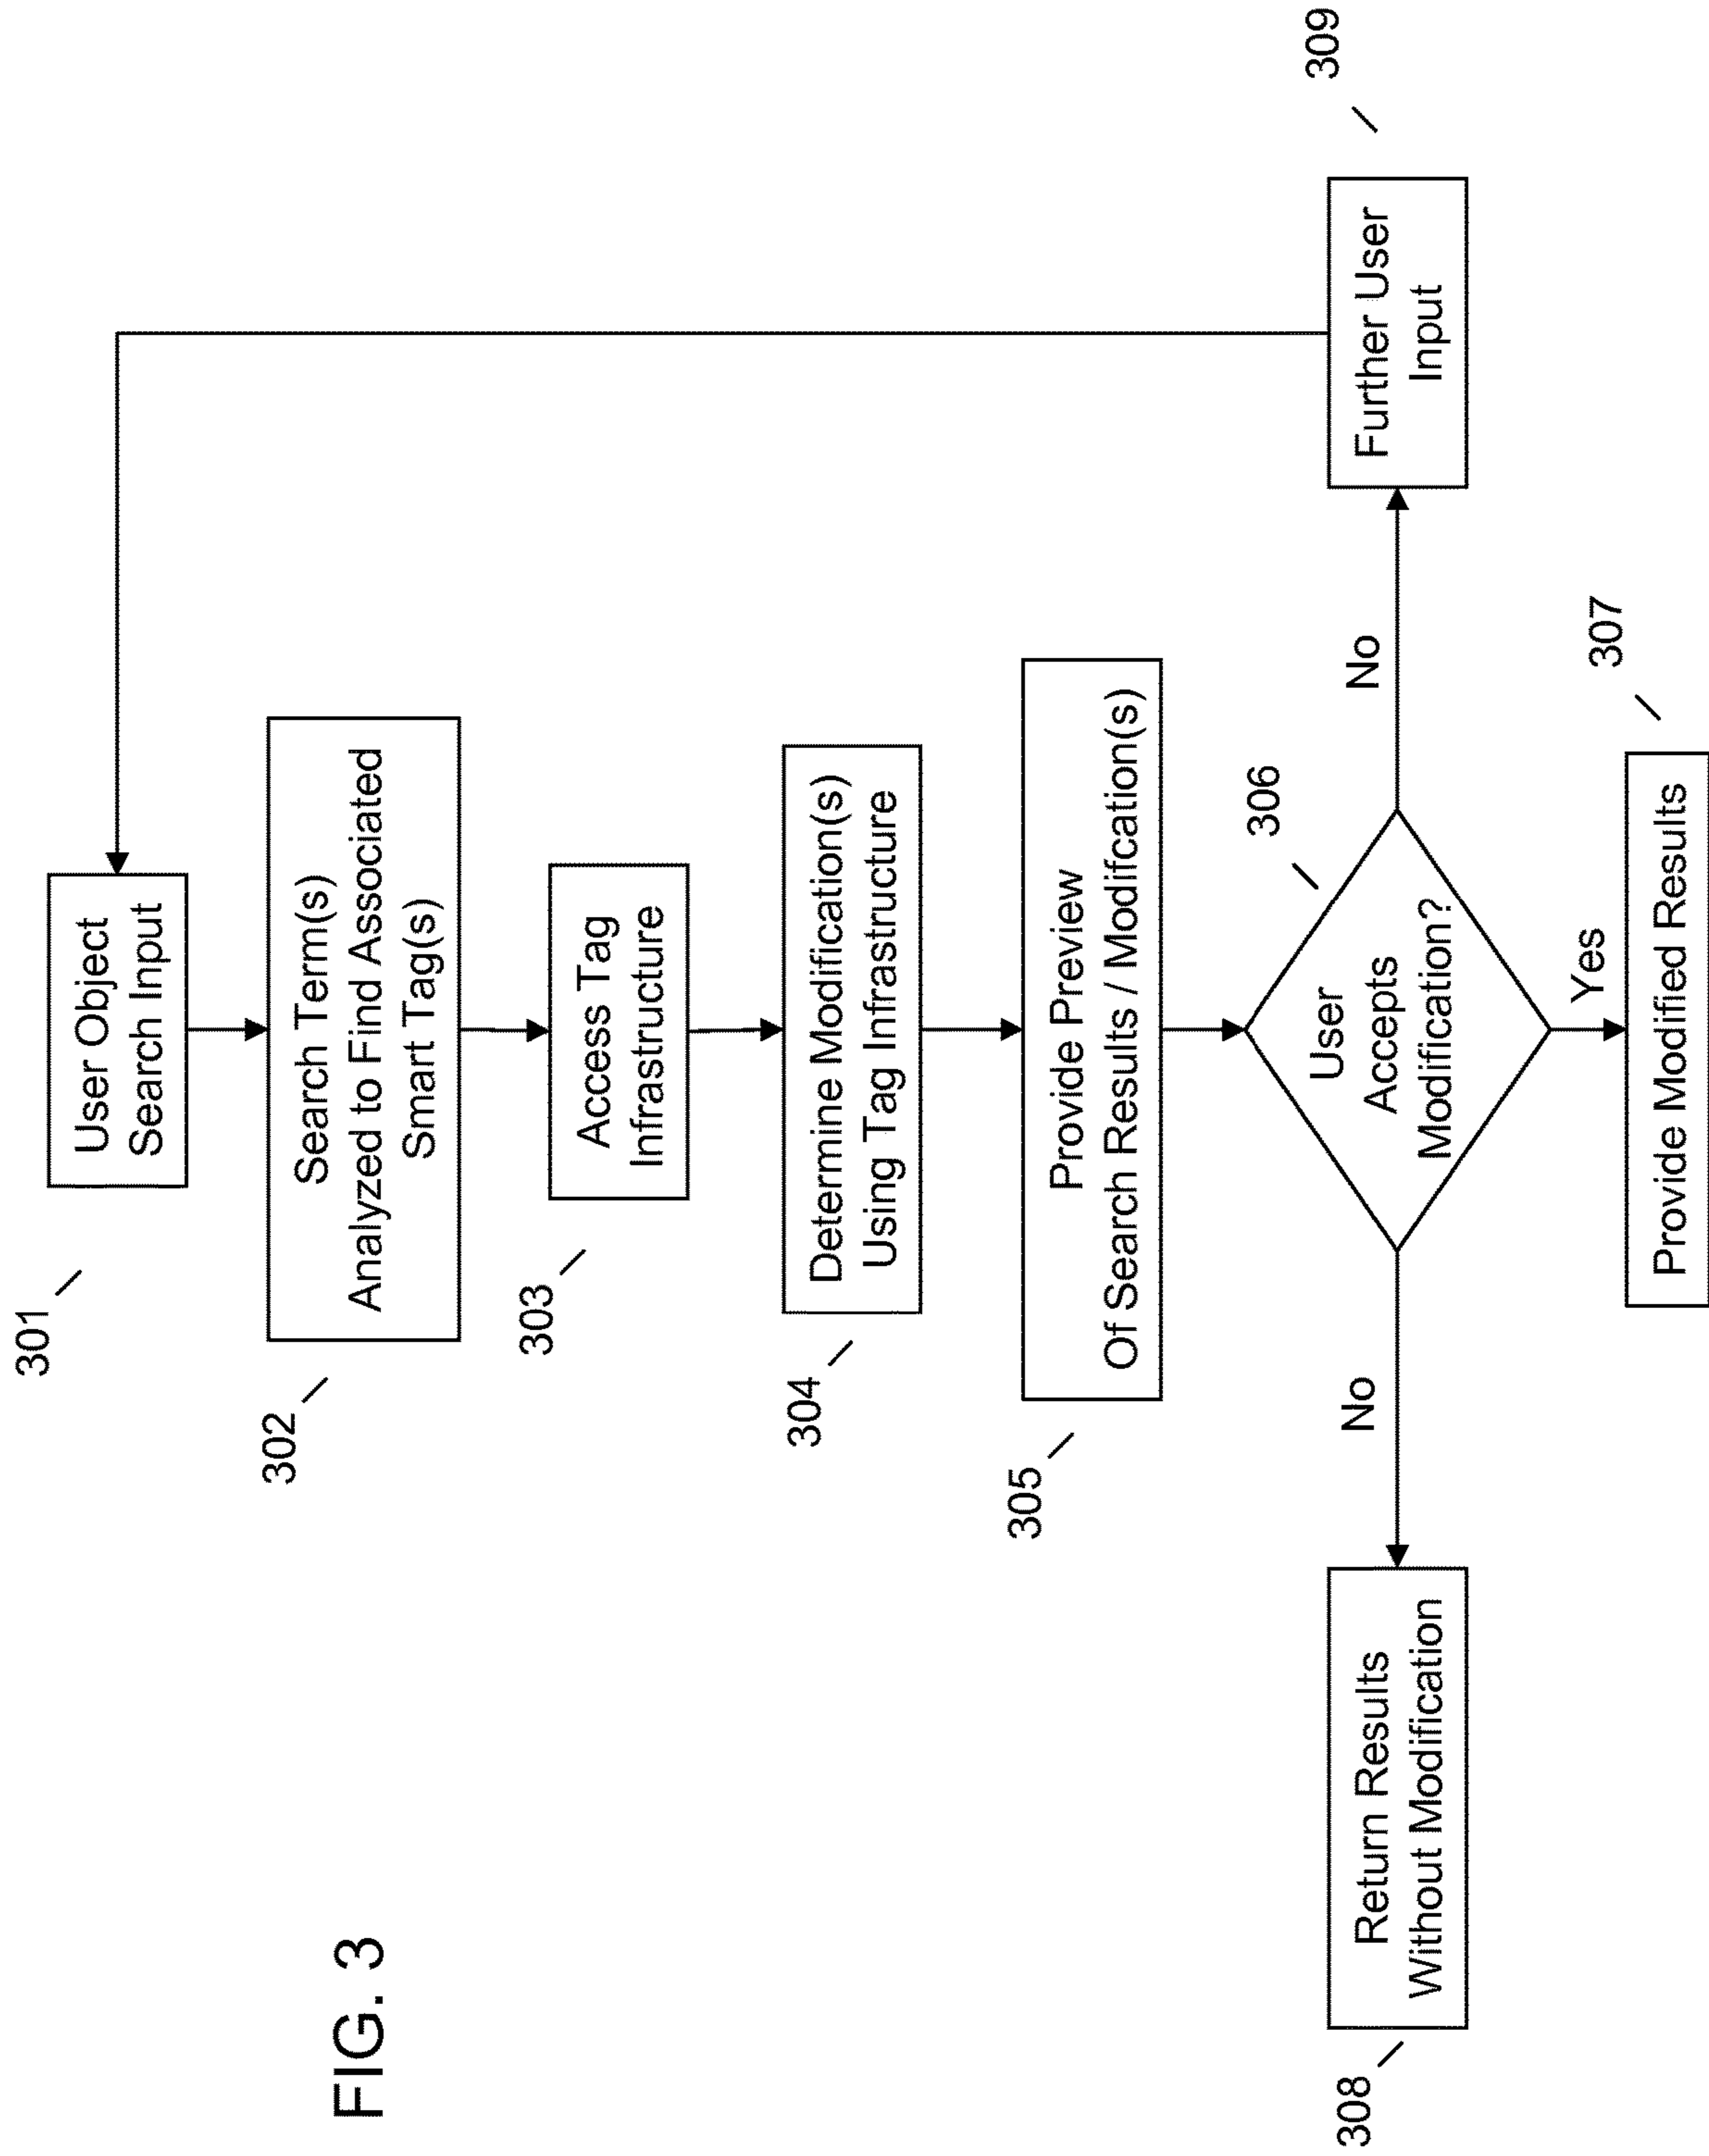 FIG. 3
301
User Object
Search Input
302
Search Term(s)
Analyzed to Find Associated
Smart Tag(s)
303
Access Tag
Infrastructure
304
Determine Modification(s)
Using Tag Infrastructure
305
Provide Preview
Of Search Results / Modifcation(s)
306
User
Accepts
Modification?
No
No
Yes
308
Return Results
Without Modification
309
Further User
Input
307
Provide Modified Results